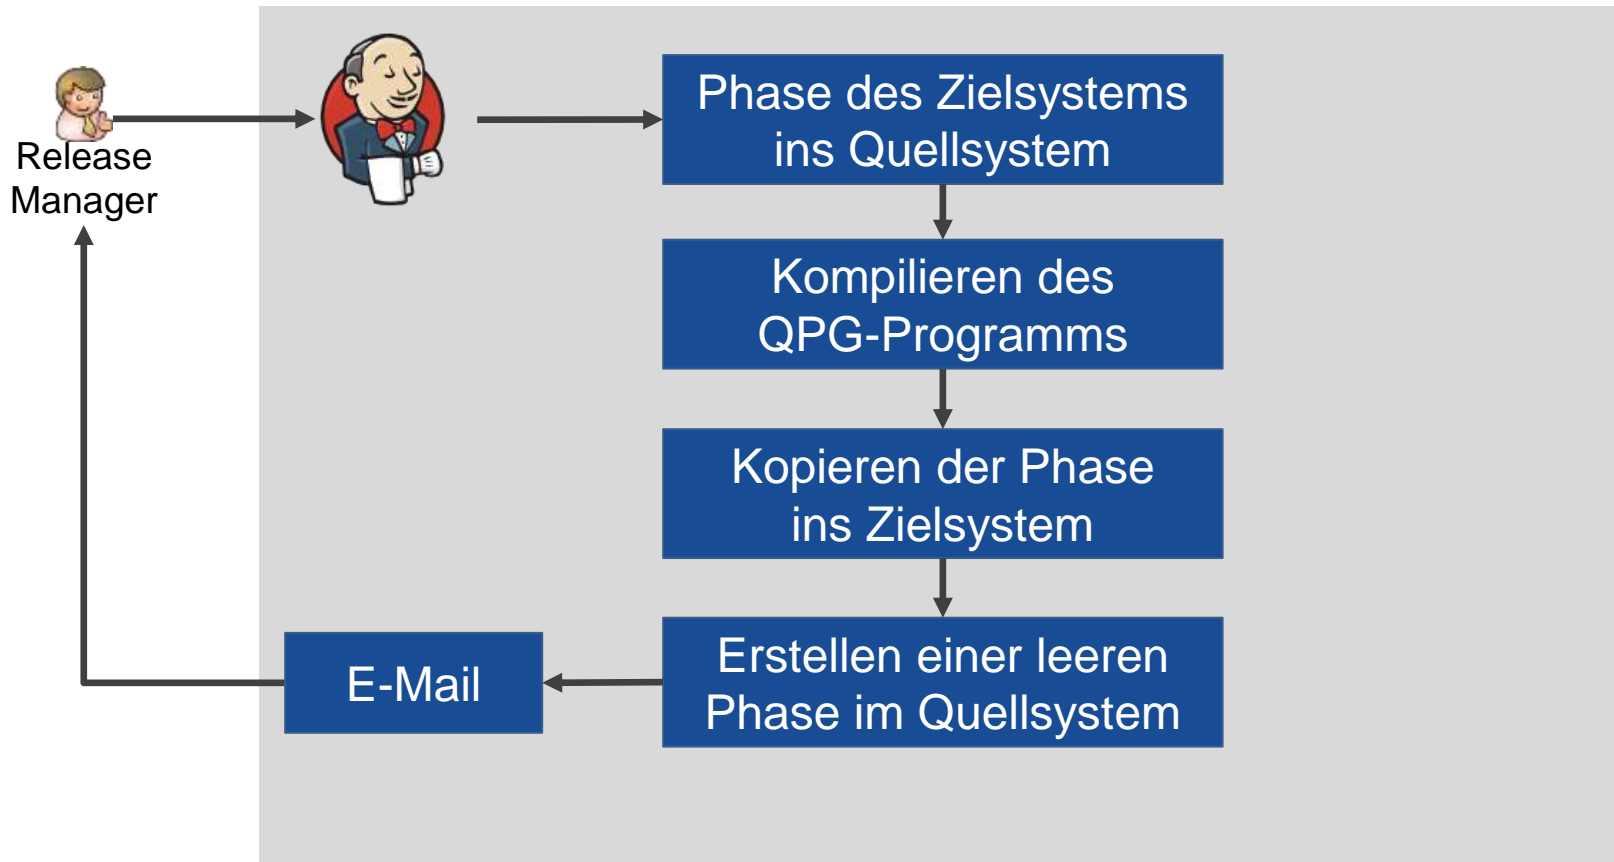 Release
Manager
Phase des Zielsystems
ins Quellsystem
Kompilieren des
QPG-Programms
Kopieren der Phase
ins Zielsystem
Erstellen einer leeren
Phase im Quellsystem
E-Mail